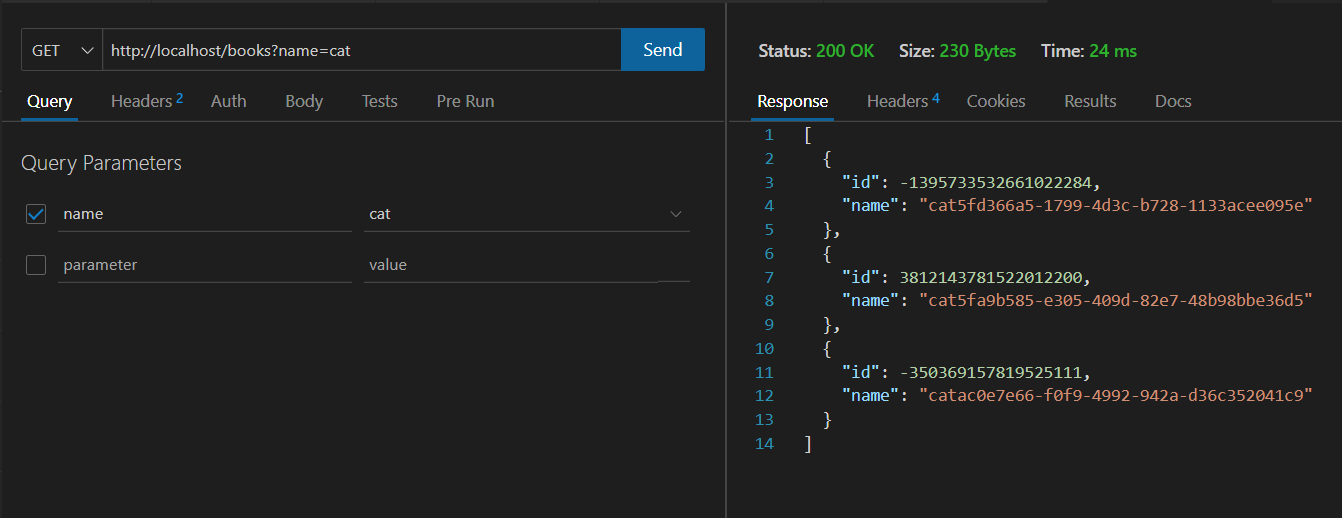 GET http://localhost/books?name=cat Send
Query Headers 2 Auth Body Tests Pre Run
Query Parameters
name cat
parameter value
Status: 200 OK Size: 230 Bytes Time: 24 ms
Response Headers 4 Cookies Results Docs
1 [
2 {
3 "id": -1395733532661022284,
4 "name": "cat5fd366a5-1799-4d3c-b728-1133acee095e"
5 },
6 {
7 "id": 3812143781522012200,
8 "name": "cat5fa9b585-e305-409d-82e7-48b98bbe36d5"
9 },
10 {
11 "id": -350369157819525111,
12 "name": "catac0e7e66-f0f9-4992-942a-d36c352041c9"
13 }
14 ]